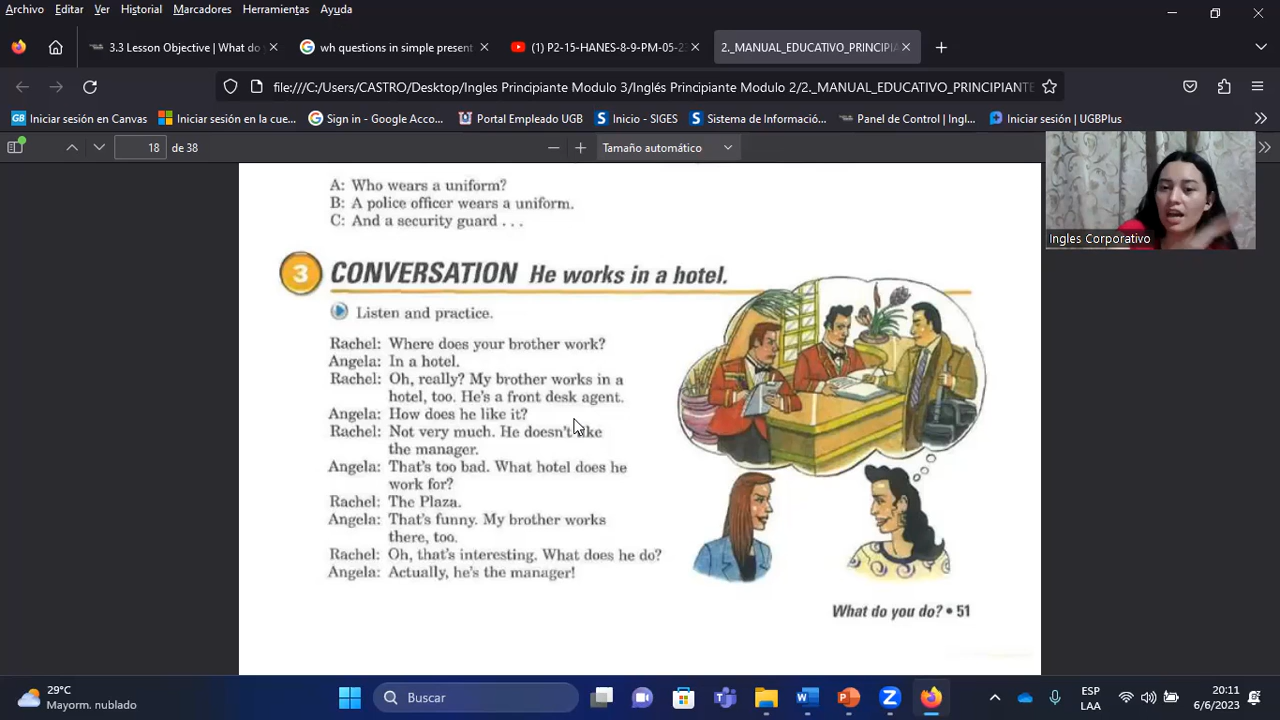 Archivo Editar Ver Historial Marcadores Herramientas Ayuda
3.3 Lesson Objective | What do
wh questions in simple present
(1) P2-15-HANES-8-9-PM-05-2
2._MANUAL_EDUCATIVO_PRINCIPIA
file:///C:/Users/CASTRO/Desktop/Ingles Principiante Modulo 3/Inglés Principiante Modulo 2/2._MANUAL_EDUCATIVO_PRINCIPIANTE
GB Iniciar sesión en Canvas
Iniciar sesión en la cue...
Sign in - Google Acco...
Portal Empleado UGB
S Inicio - SIGES
S Sistema de Informació...
Panel de Control | Ingl...
Iniciar sesión | UGBPlus
18 de 38
Tamaño automático
A: Who wears a uniform?
B: A police officer wears a uniform.
C: And a security guard . . .
3 CONVERSATION He works in a hotel.
Listen and practice.
Rachel: Where does your brother work?
Angela: In a hotel.
Rachel: Oh, really? My brother works in a
hotel, too. He's a front desk agent.
Angela: How does he like it?
Rachel: Not very much. He doesn't like
the manager.
Angela: That's too bad. What hotel does he
work for?
Rachel: The Plaza.
Angela: That's funny. My brother works
there, too.
Rachel: Oh, that's interesting. What does he do?
Angela: Actually, he's the manager!
What do you do? • 51
Ingles Corporativo
29°C
Mayorm. nublado
Buscar
ESP
LAA
20:11
6/6/2023